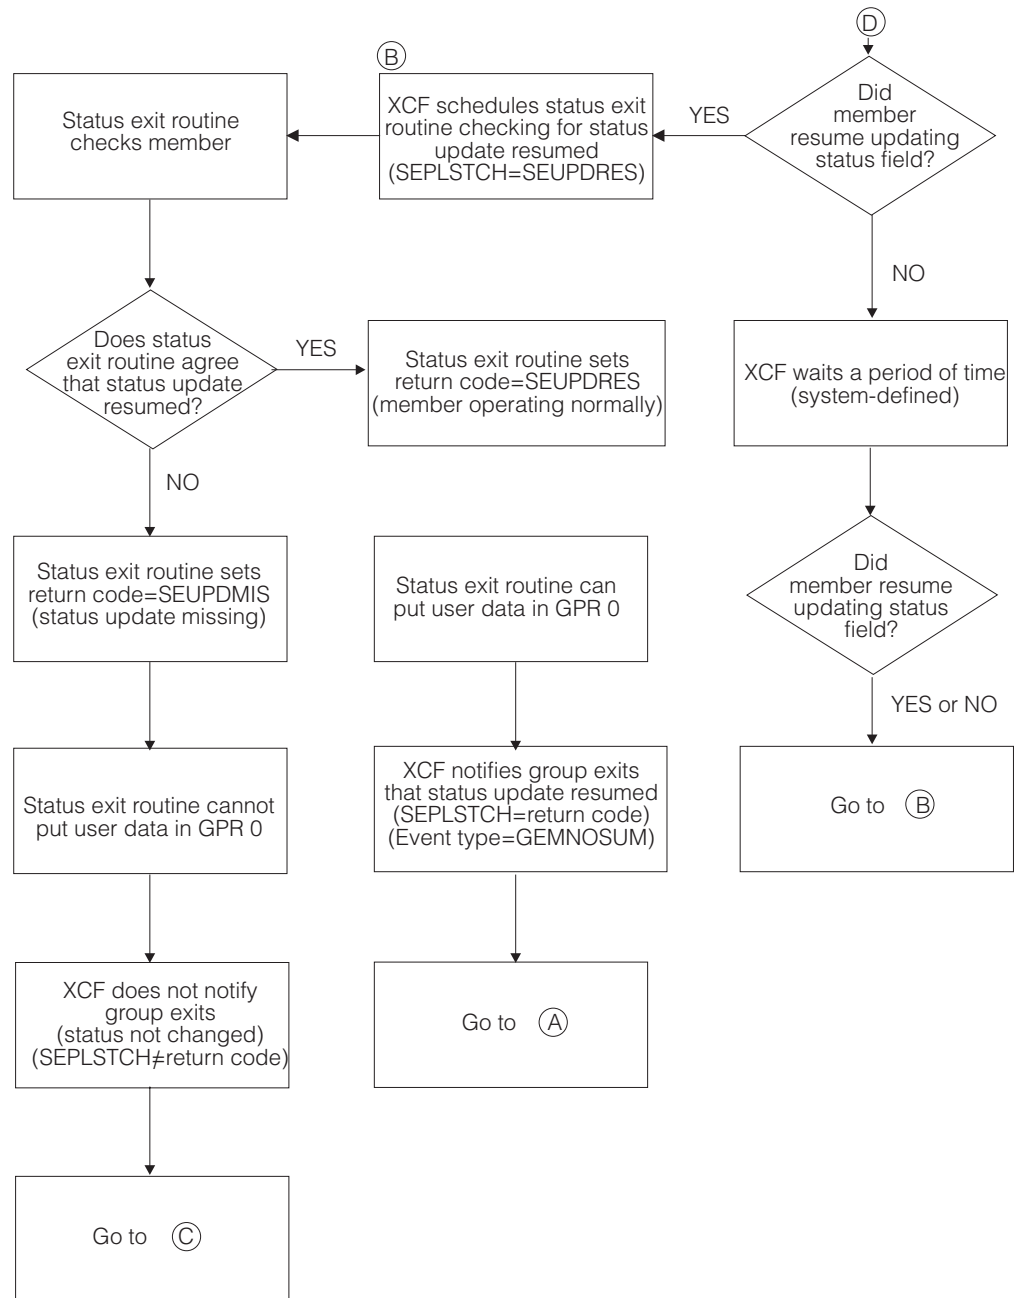 D
Did
member
resume updating
status field?
YES
B
XCF schedules status exit
routine checking for status
update resumed
(SEPLSTCH=SEUPDRES)
Status exit routine
checks member
NO
XCF waits a period of time
(system-defined)
Did
member resume
updating status
field?
YES or NO
Go to B
Does status
exit routine agree
that status update
resumed?
YES
Status exit routine sets
return code=SEUPDRES
(member operating normally)
NO
Status exit routine sets
return code=SEUPDMIS
(status update missing)
Status exit routine can
put user data in GPR 0
Status exit routine cannot
put user data in GPR 0
XCF notifies group exits
that status update resumed
(SEPLSTCH=return code)
(Event type=GEMNOSUM)
XCF does not notify
group exits
(status not changed)
(SEPLSTCH≠return code)
Go to A
Go to C